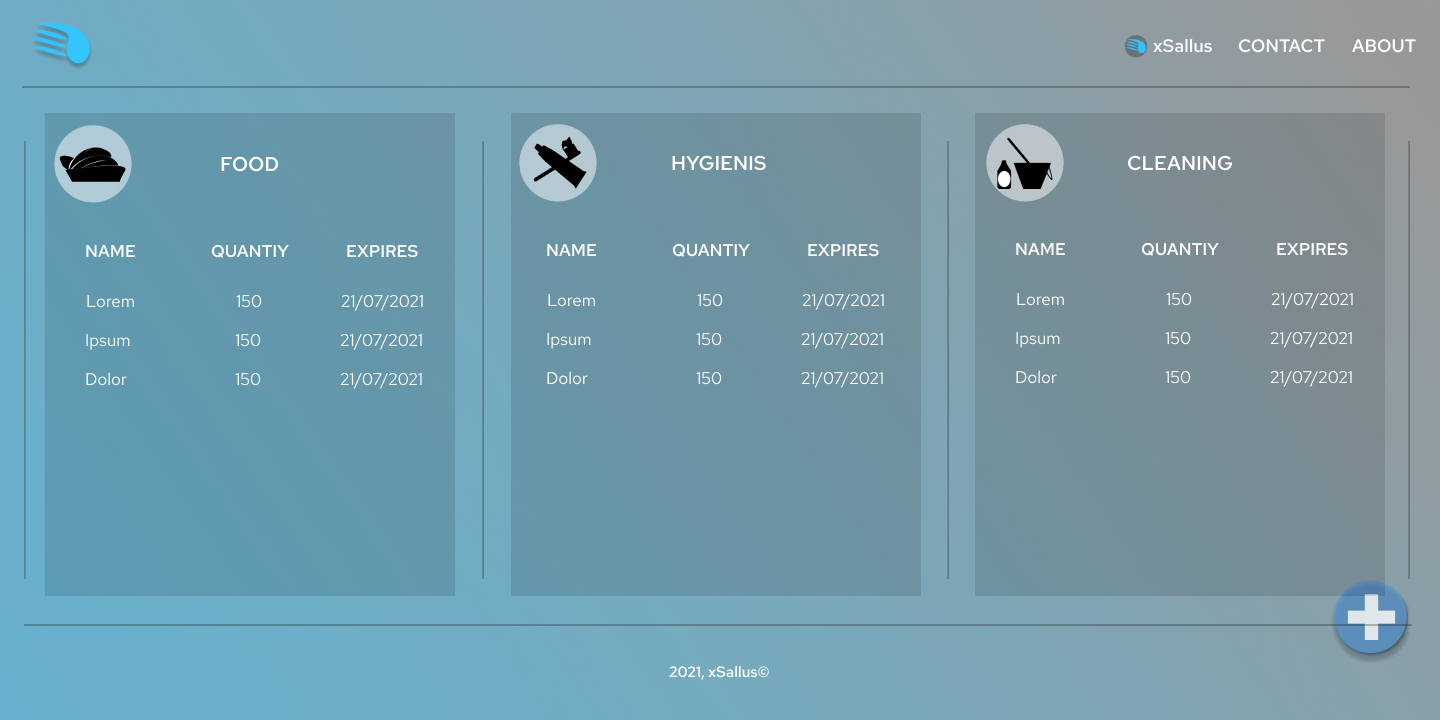 xSallus CONTACT ABOUT
FOOD
NAME QUANTIY EXPIRES
Lorem 150 21/07/2021
Ipsum 150 21/07/2021
Dolor 150 21/07/2021
HYGIENIS
NAME QUANTIY EXPIRES
Lorem 150 21/07/2021
Ipsum 150 21/07/2021
Dolor 150 21/07/2021
CLEANING
NAME QUANTIY EXPIRES
Lorem 150 21/07/2021
Ipsum 150 21/07/2021
Dolor 150 21/07/2021
2021, xSallus©